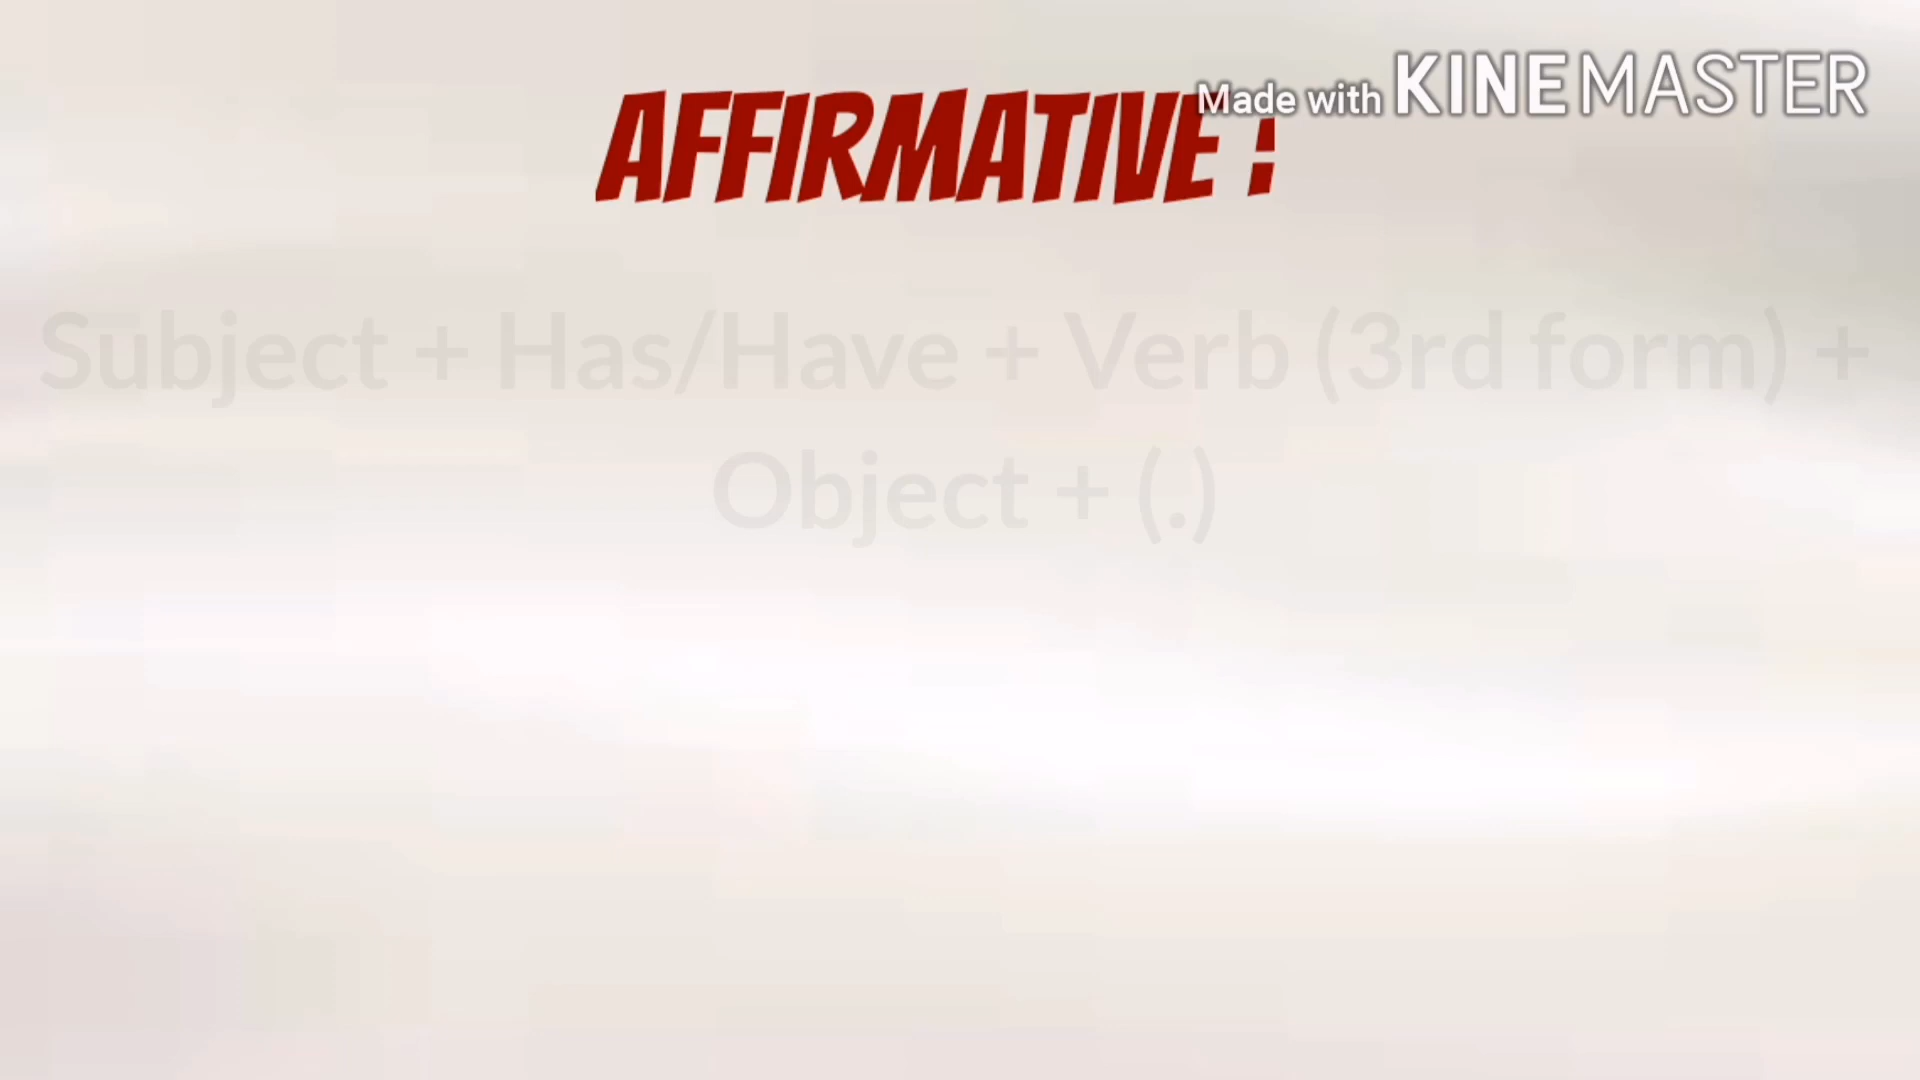 AFFIRMATIVE :
Made with KINEMASTER
Subject + Has/Have + Verb (3rd form) +
Object + (.)